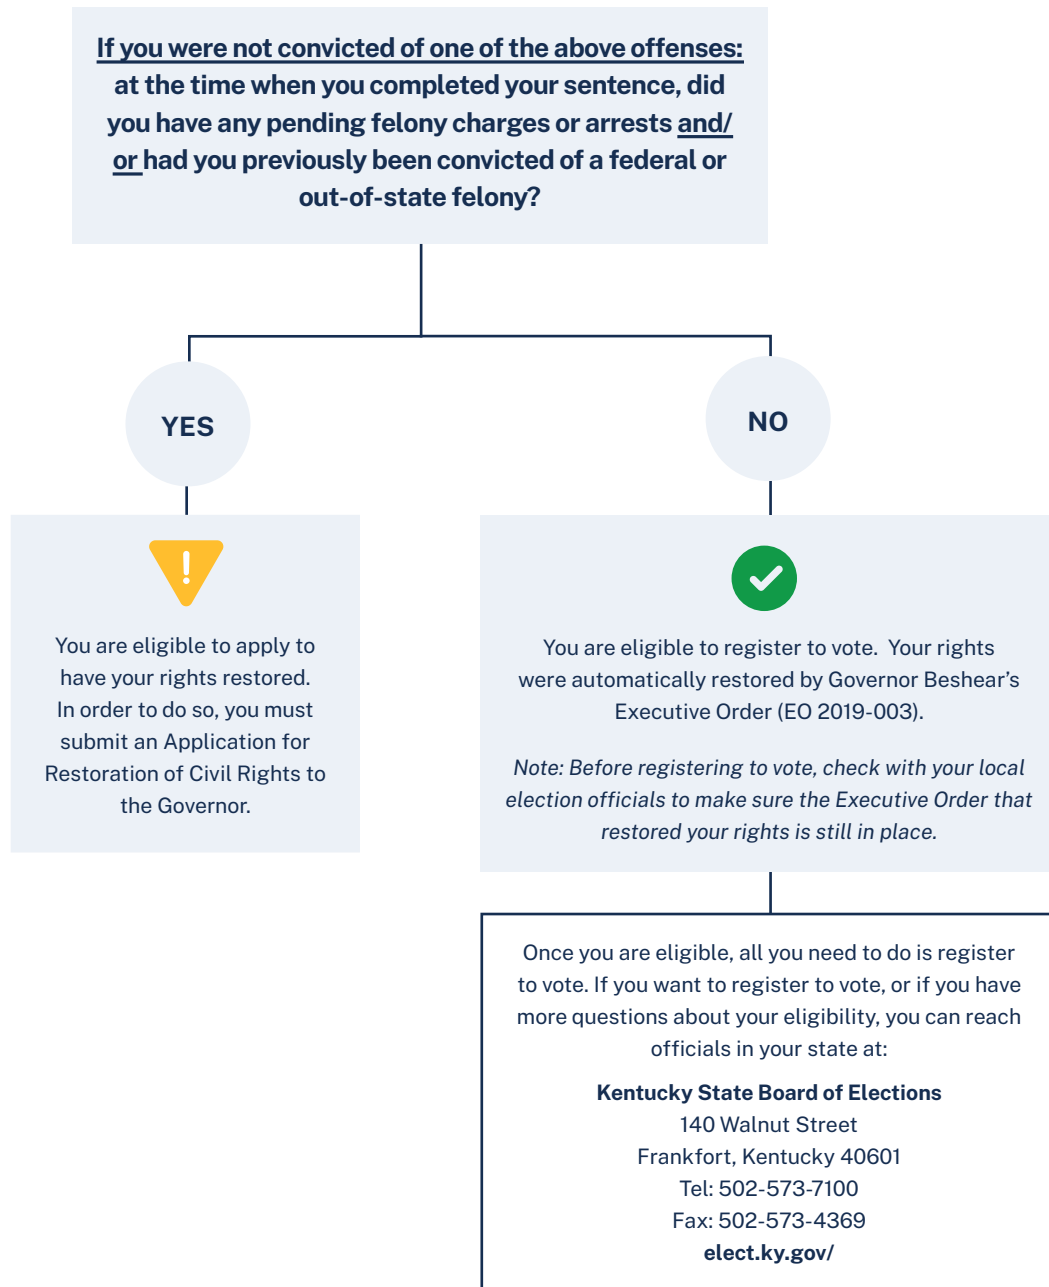 If you were not convicted of one of the above offenses:
at the time when you completed your sentence, did
you have any pending felony charges or arrests and/
or had you previously been convicted of a federal or
out-of-state felony?
YES
NO
You are eligible to apply to
have your rights restored.
In order to do so, you must
submit an Application for
Restoration of Civil Rights to
the Governor.
You are eligible to register to vote.  Your rights
were automatically restored by Governor Beshear’s
Executive Order (EO 2019-003).
Note: Before registering to vote, check with your local
election officials to make sure the Executive Order that
restored your rights is still in place.
Once you are eligible, all you need to do is register
to vote. If you want to register to vote, or if you have
more questions about your eligibility, you can reach
officials in your state at:
Kentucky State Board of Elections
140 Walnut Street
Frankfort, Kentucky 40601
Tel: 502-573-7100
Fax: 502-573-4369
elect.ky.gov/